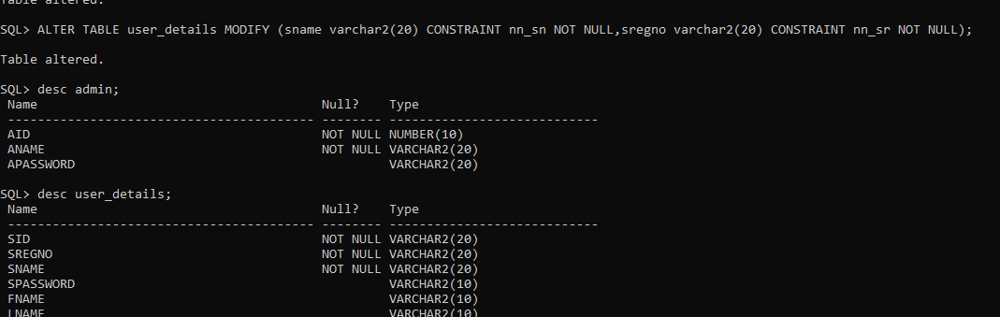 Table altered.
SQL> ALTER TABLE user_details MODIFY (sname varchar2(20) CONSTRAINT nn_sn NOT NULL,sregno varchar2(20) CONSTRAINT nn_sr NOT NULL);
Table altered.
SQL> desc admin;
Name Null? Type
----------------------------------------- -------- ----------------------------
AID NOT NULL NUMBER(10)
ANAME NOT NULL VARCHAR2(20)
APASSWORD VARCHAR2(20)
SQL> desc user_details;
Name Null? Type
----------------------------------------- -------- ----------------------------
SID NOT NULL VARCHAR2(20)
SREGNO NOT NULL VARCHAR2(20)
SNAME NOT NULL VARCHAR2(20)
SPASSWORD VARCHAR2(10)
FNAME VARCHAR2(10)
LNAME VARCHAR2(10)